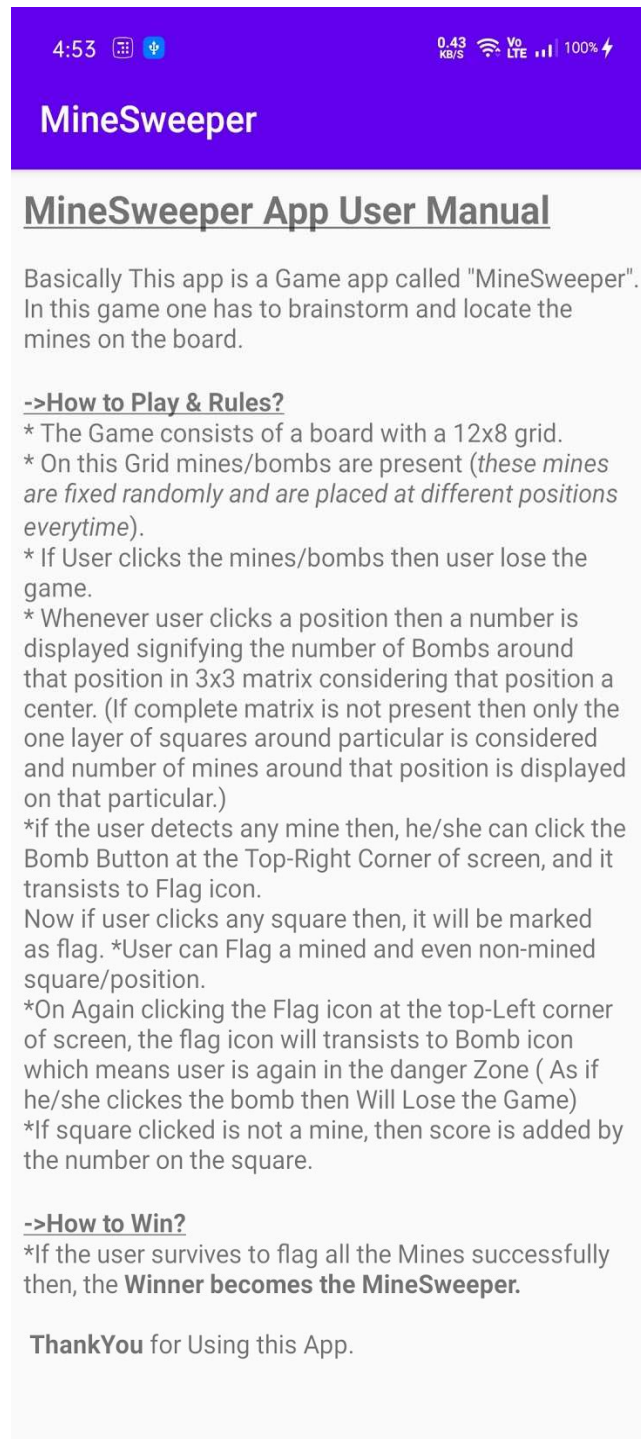 4:53 0.43 KB/S Vo LTE 100%
MineSweeper
MineSweeper App User Manual
Basically This app is a Game app called "MineSweeper".
In this game one has to brainstorm and locate the
mines on the board.
->How to Play & Rules?
* The Game consists of a board with a 12x8 grid.
* On this Grid mines/bombs are present (these mines
are fixed randomly and are placed at different positions
everytime).
* If User clicks the mines/bombs then user lose the
game.
* Whenever user clicks a position then a number is
displayed signifying the number of Bombs around
that position in 3x3 matrix considering that position a
center. (If complete matrix is not present then only the
one layer of squares around particular is considered
and number of mines around that position is displayed
on that particular.)
*if the user detects any mine then, he/she can click the
Bomb Button at the Top-Right Corner of screen, and it
transists to Flag icon.
Now if user clicks any square then, it will be marked
as flag. *User can Flag a mined and even non-mined
square/position.
*On Again clicking the Flag icon at the top-Left corner
of screen, the flag icon will transists to Bomb icon
which means user is again in the danger Zone ( As if
he/she clickes the bomb then Will Lose the Game)
*If square clicked is not a mine, then score is added by
the number on the square.
->How to Win?
*If the user survives to flag all the Mines successfully
then, the Winner becomes the MineSweeper.
ThankYou for Using this App.